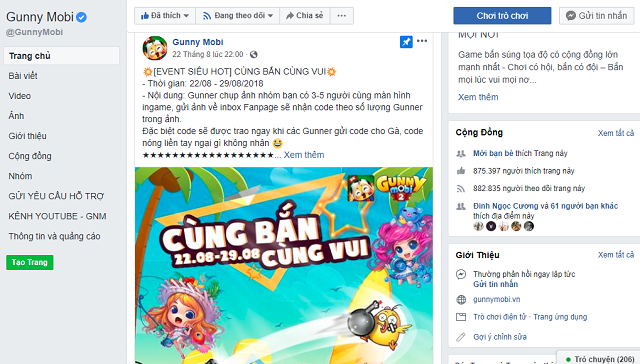 Gunny Mobi
@GunnyMobi
Trang chủ
Bài viết
Video
Ảnh
Giới thiệu
Cộng đồng
Nhóm
GỬI YÊU CẦU HỖ TRỢ
KÊNH YOUTUBE - GNM
Thông tin và quảng cáo
Tạo Trang
Đã thích
Đang theo dõi
Chia sẻ
Chơi trò chơi
Gửi tin nhắn
Gunny Mobi
22 Tháng 8 lúc 22:00
[EVENT SIÊU HOT] CÙNG BẮN CÙNG VUI
- Thời gian: 22/08 - 29/08/2018
- Nội dung: Gunner chụp ảnh nhóm bạn có 3-5 người cùng màn hình
ingame, gửi ảnh về inbox Fanpage sẽ nhận code theo số lượng Gunner
trong ảnh.
Đặc biệt code sẽ được trao ngay khi các Gunner gửi code cho Gà, code
nóng liền tay ngại gì không nhận
★★★★★★★★★★★★★★★★★★... Xem thêm
GUNNY
mobi
2
CÙNG BẮN
22.08-29.08
CÙNG VUI
MỌI NƠI
Game bắn súng tọa độ có cộng đồng lớn
mạnh nhất - Chơi có hội, bắn có đôi – Bắn
mọi lúc vui mọi nơ...
Xem thêm
Cộng Đồng
Xem tất cả
Mời bạn bè thích Trang này
875.397 người thích trang này
882.835 người theo dõi trang này
Đinh Ngọc Cương và 61 người bạn khác
thích địa điểm này
Giới Thiệu
Xem tất cả
Thường phản hồi ngay lập tức
Gửi tin nhắn
gunnymobi.vn
Trò chơi điện tử · Trang ứng dụng
Gợi ý chỉnh sửa
Trò chuyện (206)